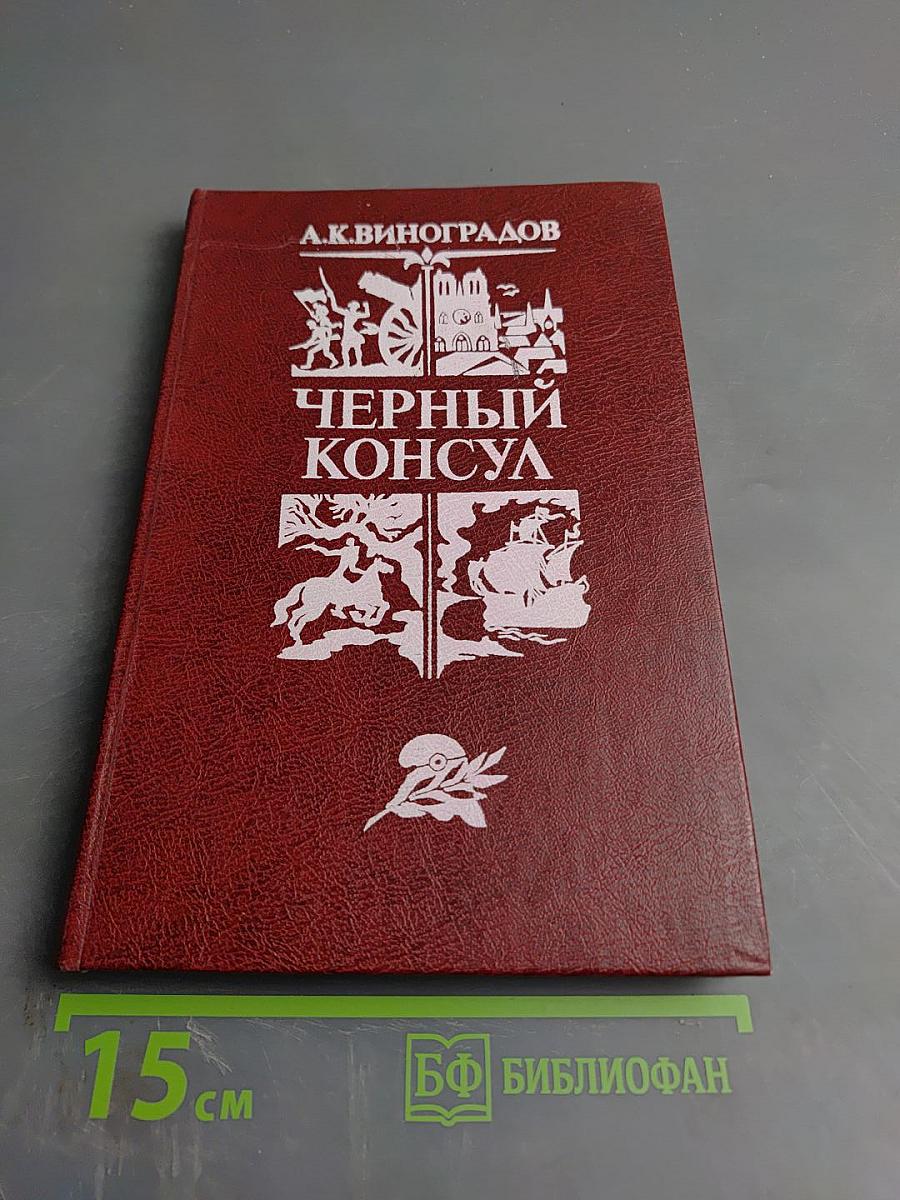 А.К.ВИНОГРАДОВ
ЧЕРНЫЙ
КОНСУЛ
15 см
БФ БИБЛИОФАН